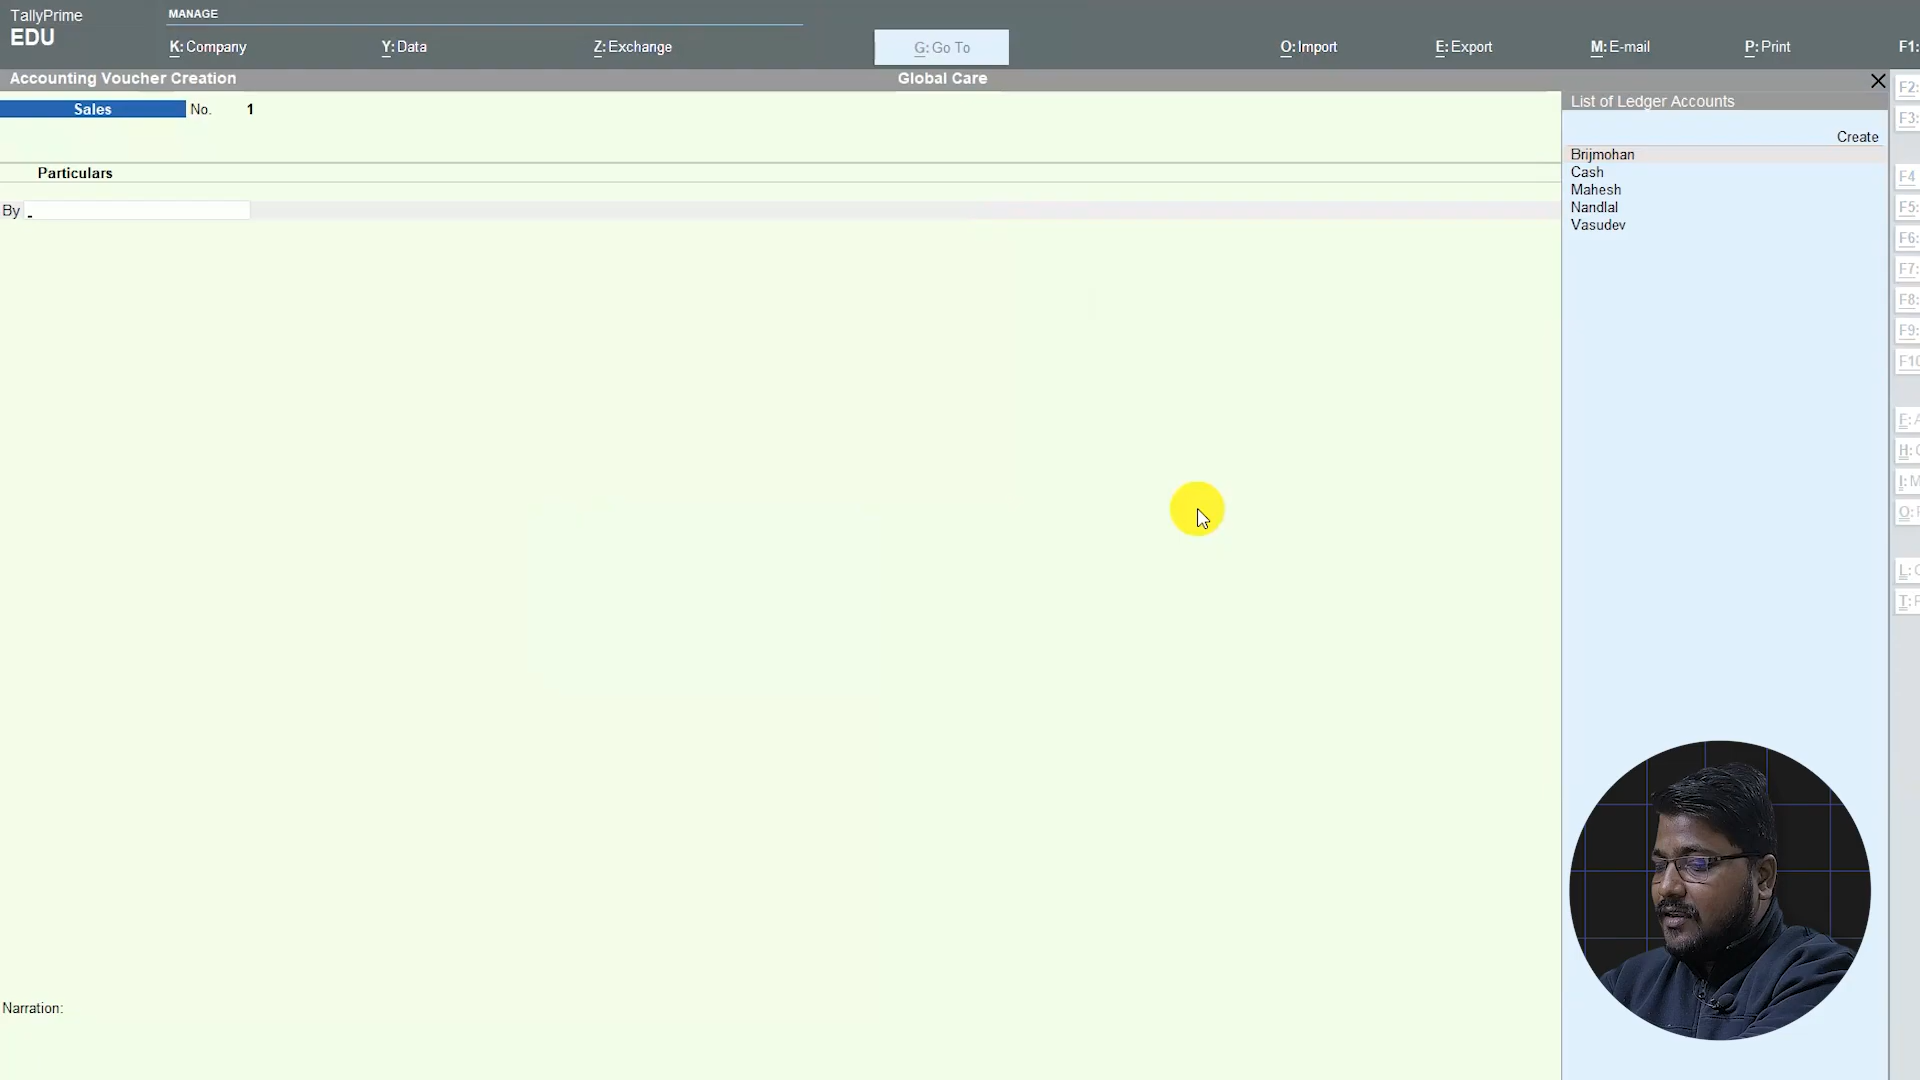 TallyPrime
EDU
MANAGE
K: Company
Y: Data
Z: Exchange
G: Go To
O: Import
E: Export
M: E-mail
P: Print
F1:
Accounting Voucher Creation
Global Care
Sales No. 1
Particulars
By
Narration:
List of Ledger Accounts
Create
Brijmohan
Cash
Mahesh
Nandlal
Vasudev
F2:
F3:
F4
F5:
F6:
F7:
F8:
F9:
F10
F: A
H: C
I: M
O: F
L: C
T: F